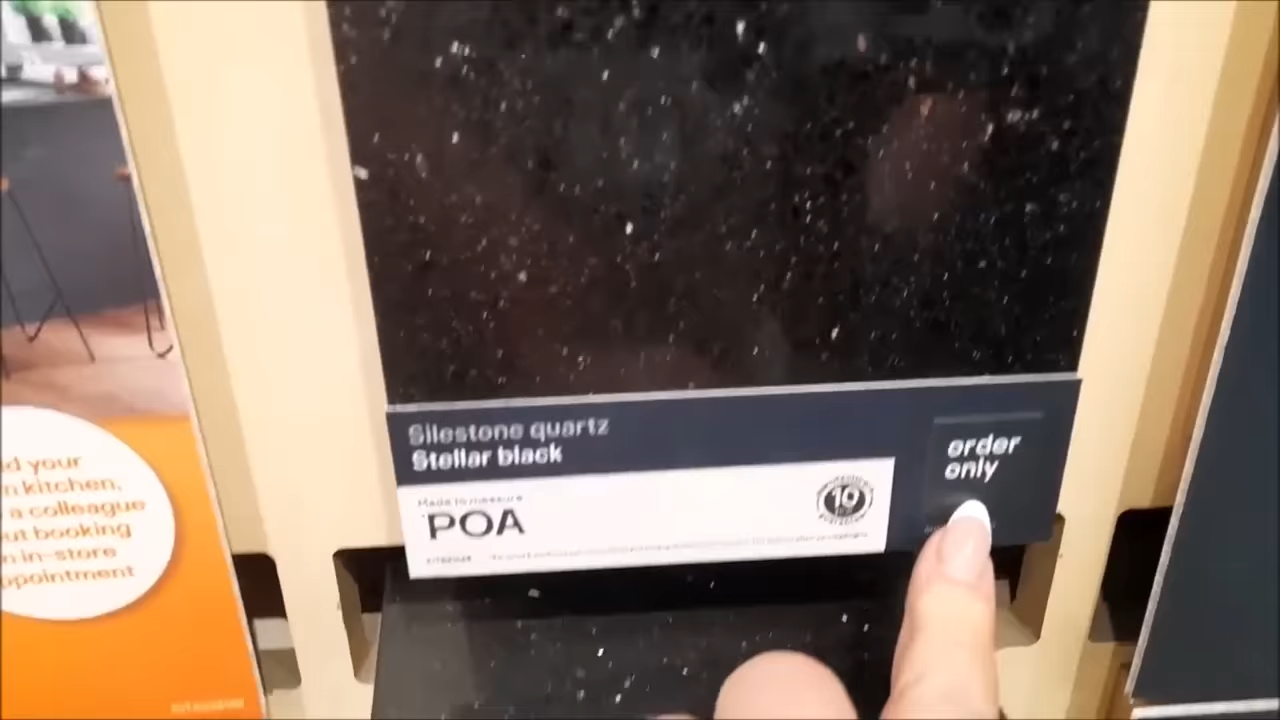 Silestone quartz
Stellar black
order
only
Made to measure
POA
10
d your
n kitchen,
a colleague
ut booking
n in-store
ppointment